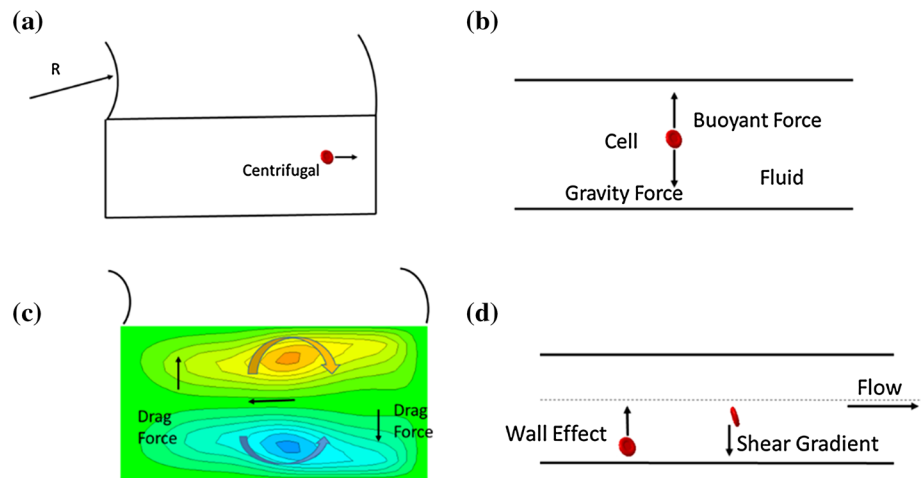 (a)
R
Centrifugal
(b)
Buoyant Force
Cell
Fluid
Gravity Force
(c)
Drag
Force
Drag
Force
(d)
Flow
Wall Effect
Shear Gradient